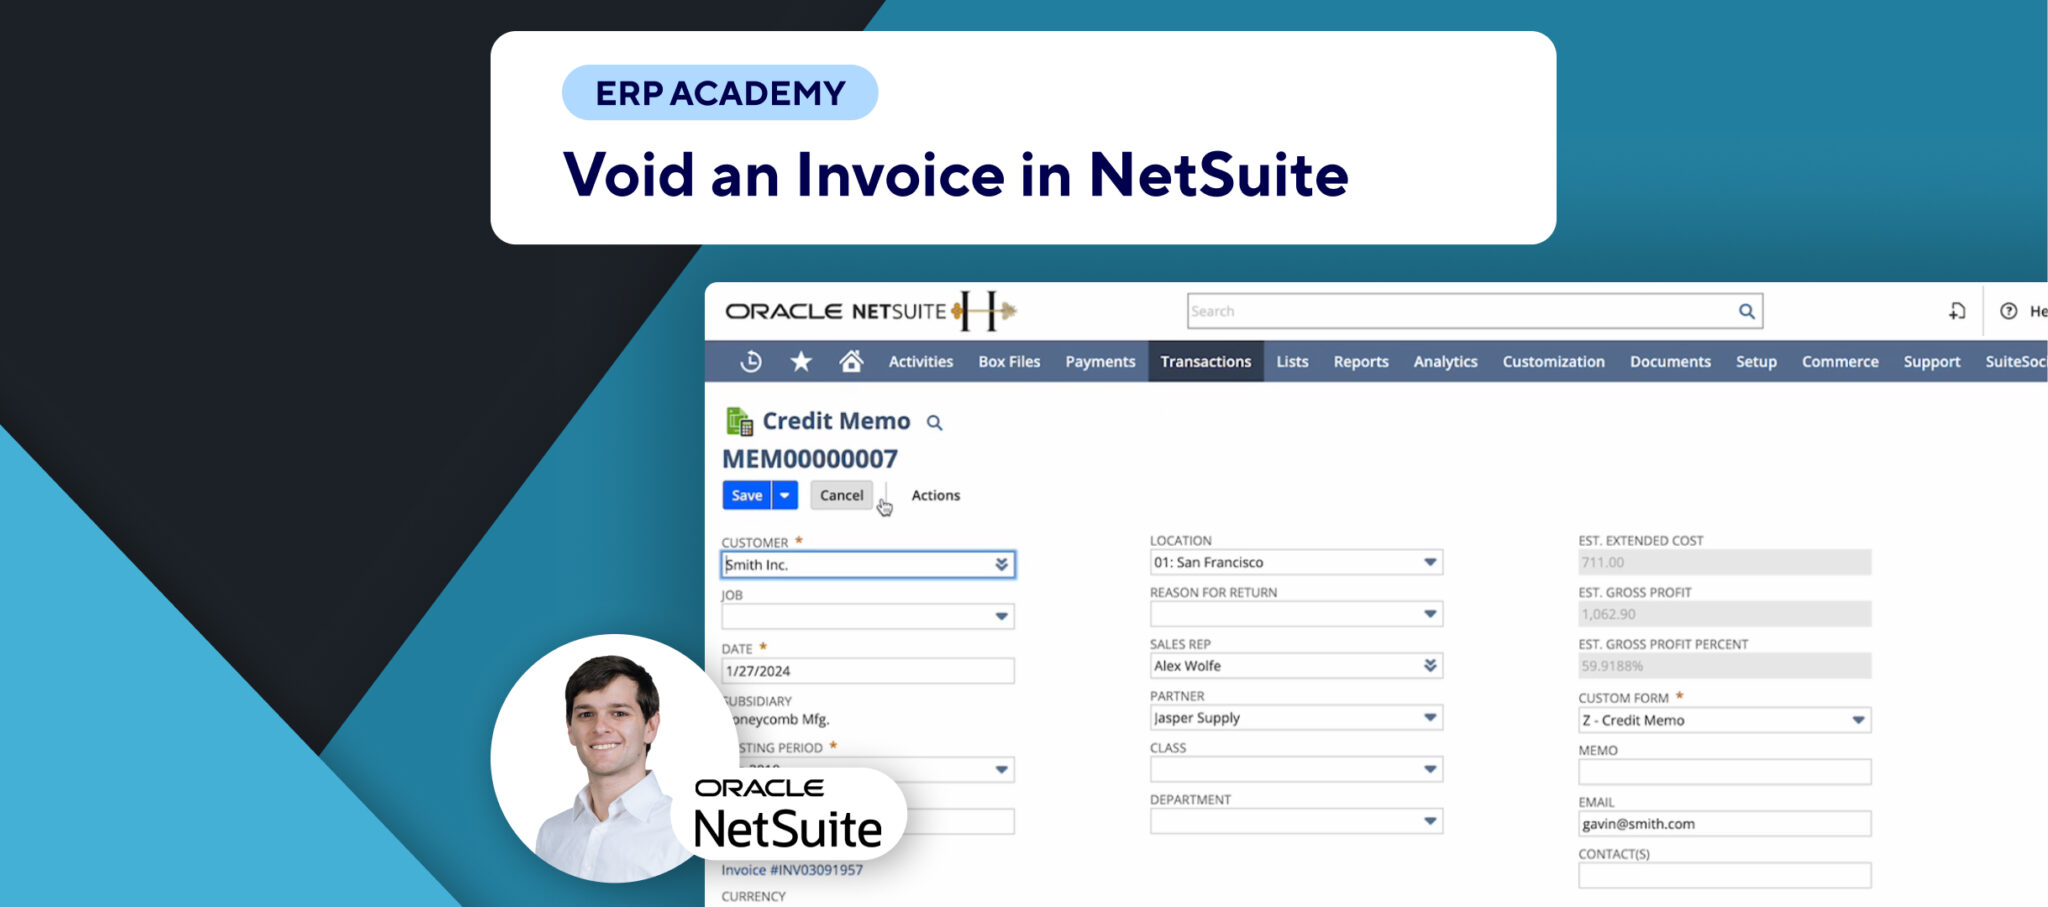 ERP ACADEMY
Void an Invoice in NetSuite
ORACLE NETSUITE
Search
Activities Box Files Payments Transactions Lists Reports Analytics Customization Documents Setup Commerce Support
Credit Memo
MEM00000007
Save Cancel Actions
CUSTOMER *
Smith Inc.
JOB
DATE *
1/27/2024
Mfg.
PERIOD *
Invoice #INV03091957
CURRENCY
LOCATION
01: San Francisco
REASON FOR RETURN
SALES REP
Alex Wolfe
PARTNER
Jasper Supply
CLASS
DEPARTMENT
EST. EXTENDED COST
711.00
EST. GROSS PROFIT
1,062.90
EST. GROSS PROFIT PERCENT
59.9188%
CUSTOM FORM *
Z - Credit Memo
MEMO
EMAIL
gavin@smith.com
CONTACT(S)
ORACLE
NetSuite